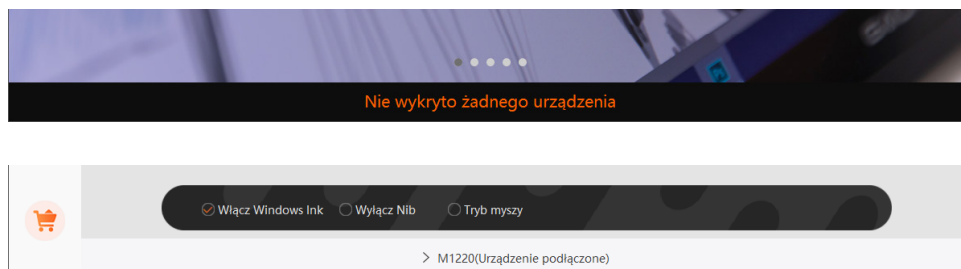 Nie wykryto żadnego urządzenia
Włącz Windows Ink Wyłącz Nib Tryb myszy
M1220(Urządzenie podłączone)